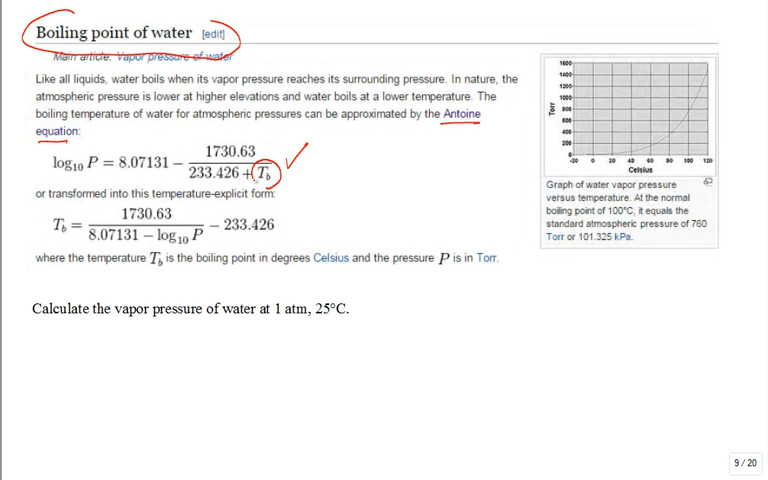 Boiling point of water [edit]
Main article: Vapor pressure of water
Like all liquids, water boils when its vapor pressure reaches its surrounding pressure. In nature, the
atmospheric pressure is lower at higher elevations and water boils at a lower temperature. The
boiling temperature of water for atmospheric pressures can be approximated by the Antoine
equation:
log₁₀ P = 8.07131 − 1730.63 / (233.426 + T_b)
or transformed into this temperature-explicit form:
T_b = 1730.63 / (8.07131 − log₁₀ P) − 233.426
where the temperature T_b is the boiling point in degrees Celsius and the pressure P is in Torr.
1600
1400
1200
1000
800
600
400
200
0
Torr
-20 0 20 40 60 80 100 120
Celsius
Graph of water vapor pressure
versus temperature. At the normal
boiling point of 100°C, it equals the
standard atmospheric pressure of 760
Torr or 101.325 kPa.
Calculate the vapor pressure of water at 1 atm, 25°C.
9 / 20